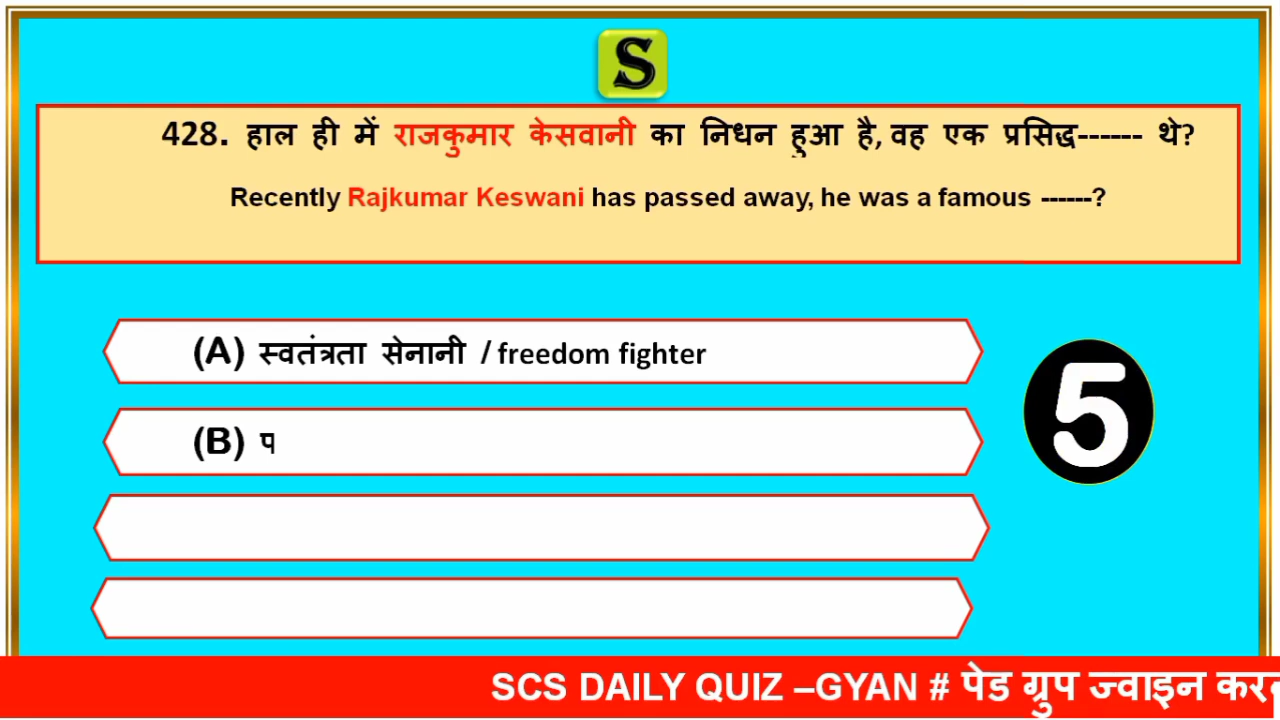 S
428. हाल ही में राजकुमार केसवानी का निधन हुआ है, वह एक प्रसिद्ध------ थे?
Recently Rajkumar Keswani has passed away, he was a famous ------?
(A) स्वतंत्रता सेनानी / freedom fighter
(B) प
5
SCS DAILY QUIZ –GYAN # पेड ग्रुप ज्वाइन